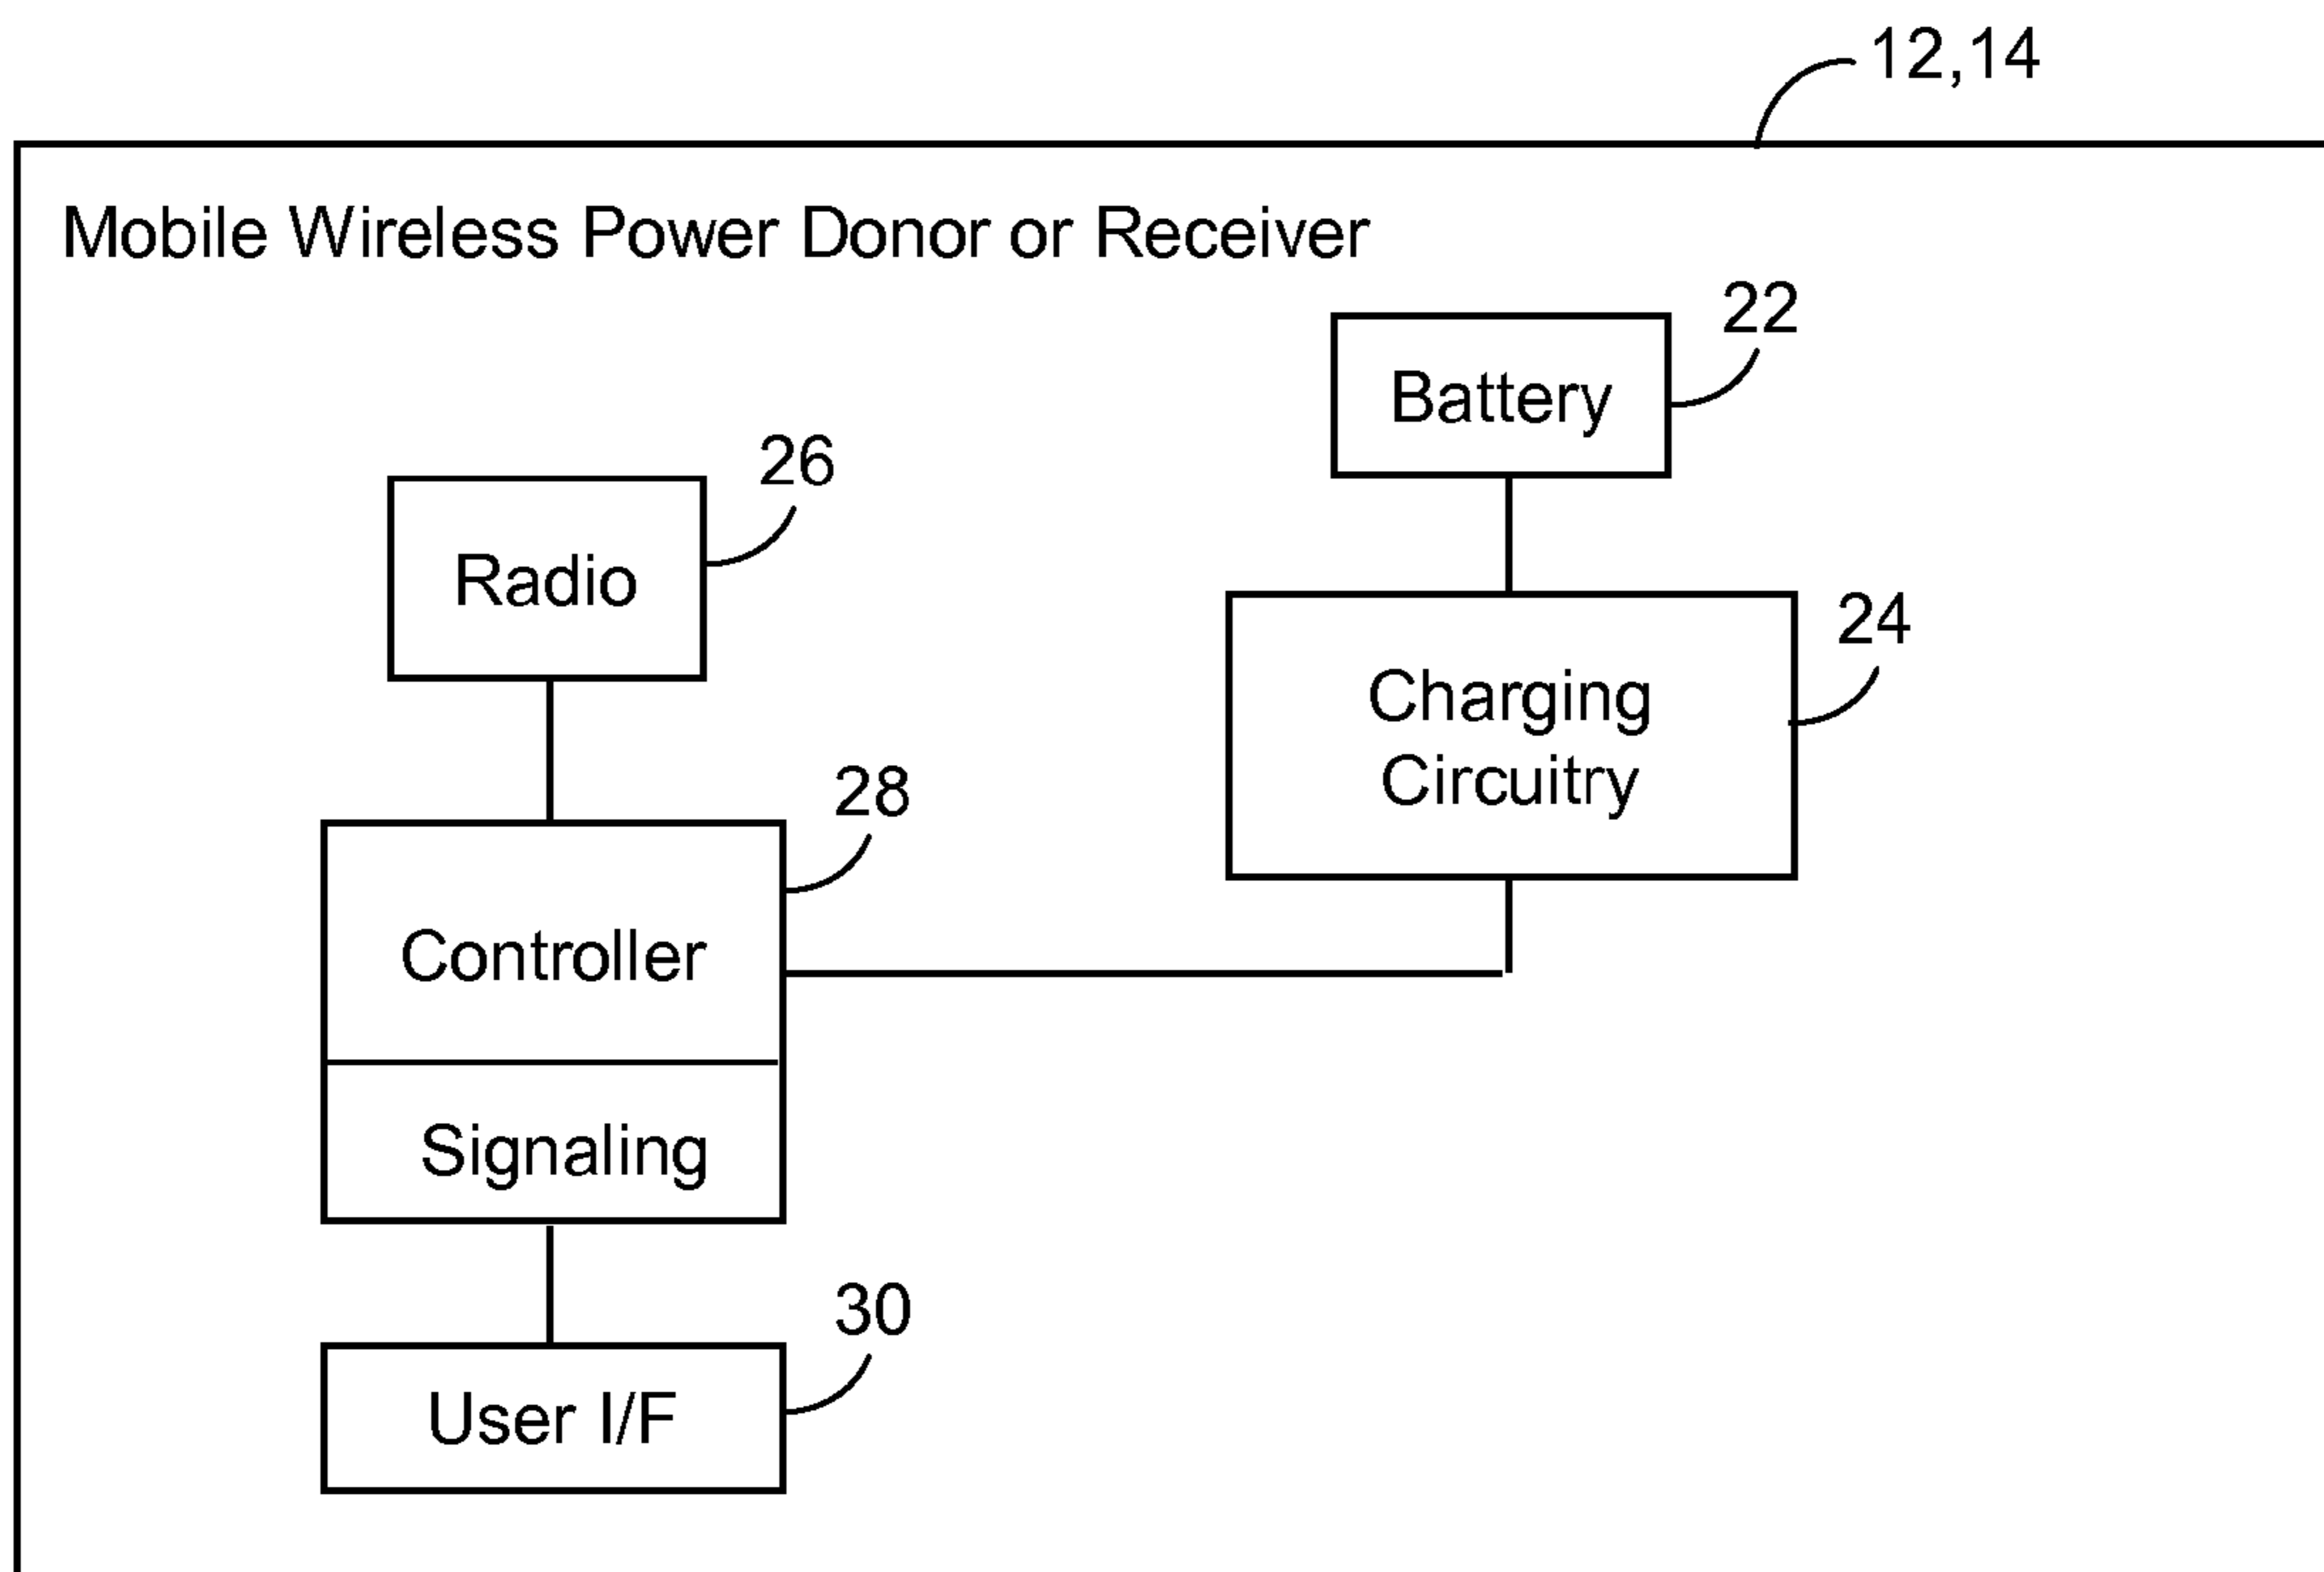 12,14
Mobile Wireless Power Donor or Receiver
22
Battery
26
Radio
24
Charging
Circuitry
28
Controller
Signaling
30
User I/F